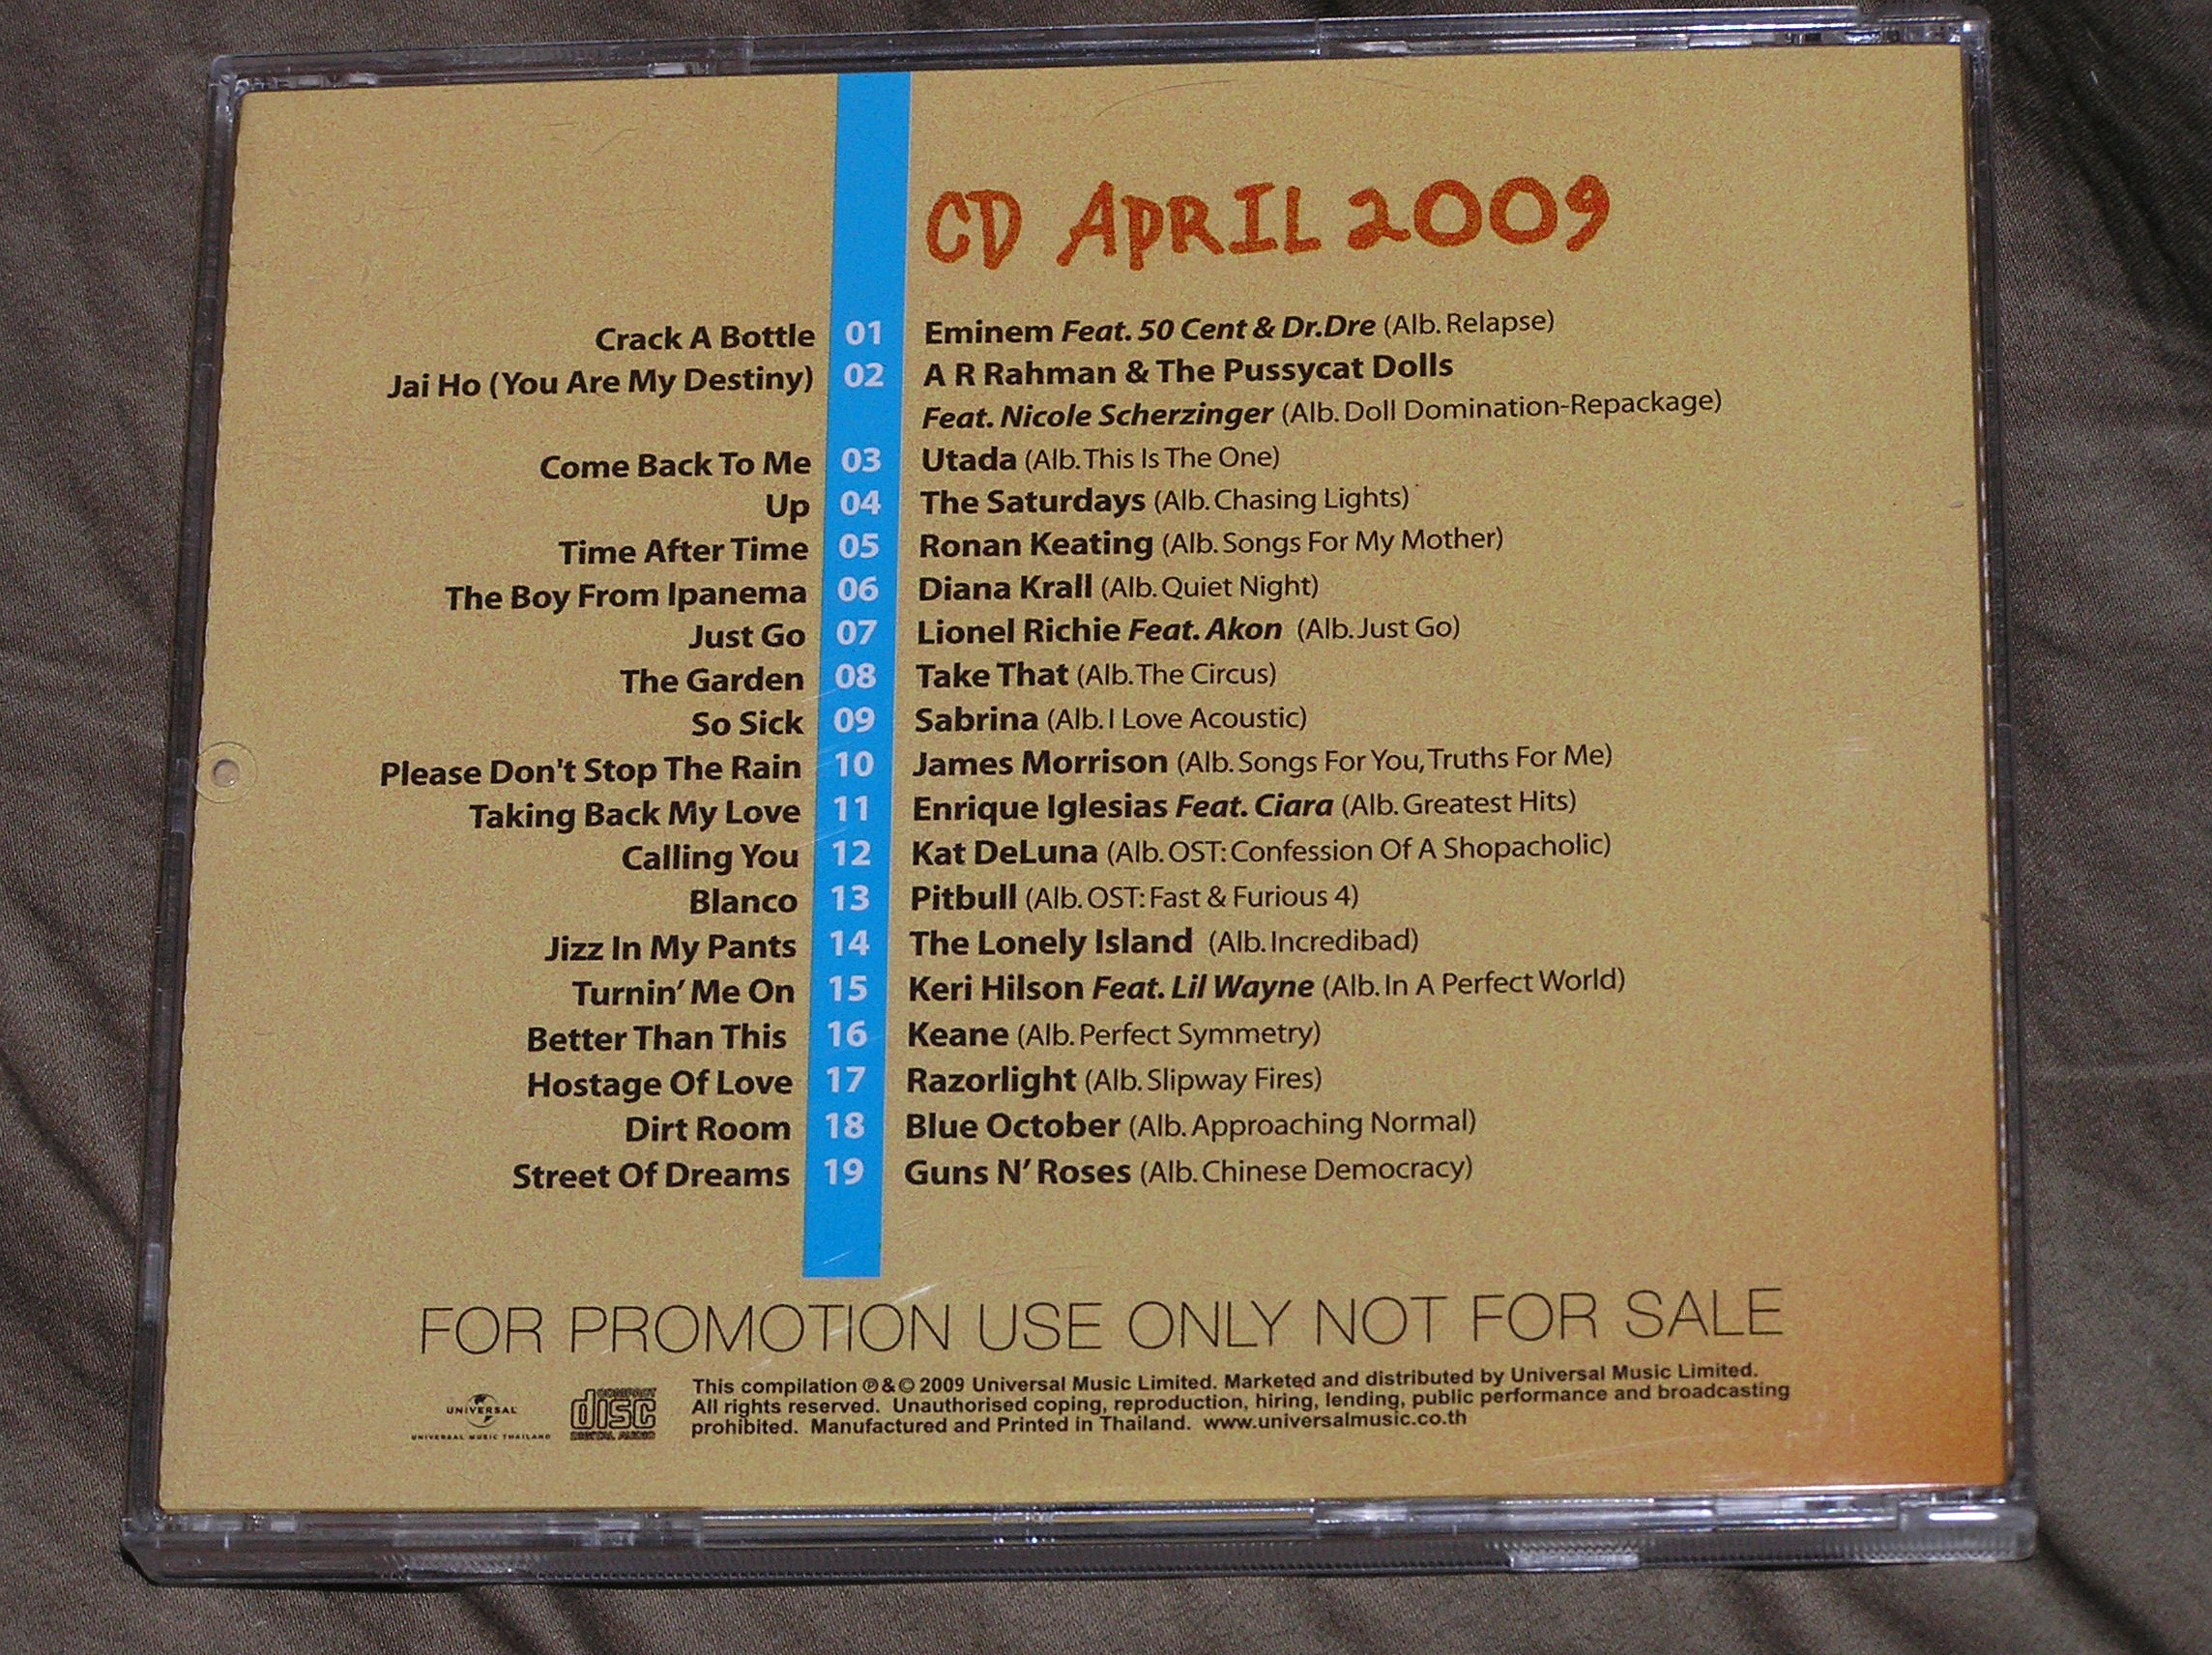 CD APRIL 2009
Crack A Bottle 01 Eminem Feat. 50 Cent & Dr.Dre (Alb. Relapse)
Jai Ho (You Are My Destiny) 02 A R Rahman & The Pussycat Dolls
Feat. Nicole Scherzinger (Alb. Doll Domination-Repackage)
Come Back To Me 03 Utada (Alb. This Is The One)
Up 04 The Saturdays (Alb. Chasing Lights)
Time After Time 05 Ronan Keating (Alb. Songs For My Mother)
The Boy From Ipanema 06 Diana Krall (Alb. Quiet Night)
Just Go 07 Lionel Richie Feat. Akon (Alb. Just Go)
The Garden 08 Take That (Alb. The Circus)
So Sick 09 Sabrina (Alb. I Love Acoustic)
Please Don't Stop The Rain 10 James Morrison (Alb. Songs For You, Truths For Me)
Taking Back My Love 11 Enrique Iglesias Feat. Ciara (Alb. Greatest Hits)
Calling You 12 Kat DeLuna (Alb. OST: Confession Of A Shopacholic)
Blanco 13 Pitbull (Alb. OST: Fast & Furious 4)
Jizz In My Pants 14 The Lonely Island (Alb. Incredibad)
Turnin' Me On 15 Keri Hilson Feat. Lil Wayne (Alb. In A Perfect World)
Better Than This 16 Keane (Alb. Perfect Symmetry)
Hostage Of Love 17 Razorlight (Alb. Slipway Fires)
Dirt Room 18 Blue October (Alb. Approaching Normal)
Street Of Dreams 19 Guns N' Roses (Alb. Chinese Democracy)
FOR PROMOTION USE ONLY NOT FOR SALE
This compilation ℗ & © 2009 Universal Music Limited. Marketed and distributed by Universal Music Limited.
All rights reserved. Unauthorised coping, reproduction, hiring, lending, public performance and broadcasting
prohibited. Manufactured and Printed in Thailand. www.universalmusic.co.th
UNIVERSAL
UNIVERSAL MUSIC THAILAND
COMPACT
disc
DIGITAL AUDIO